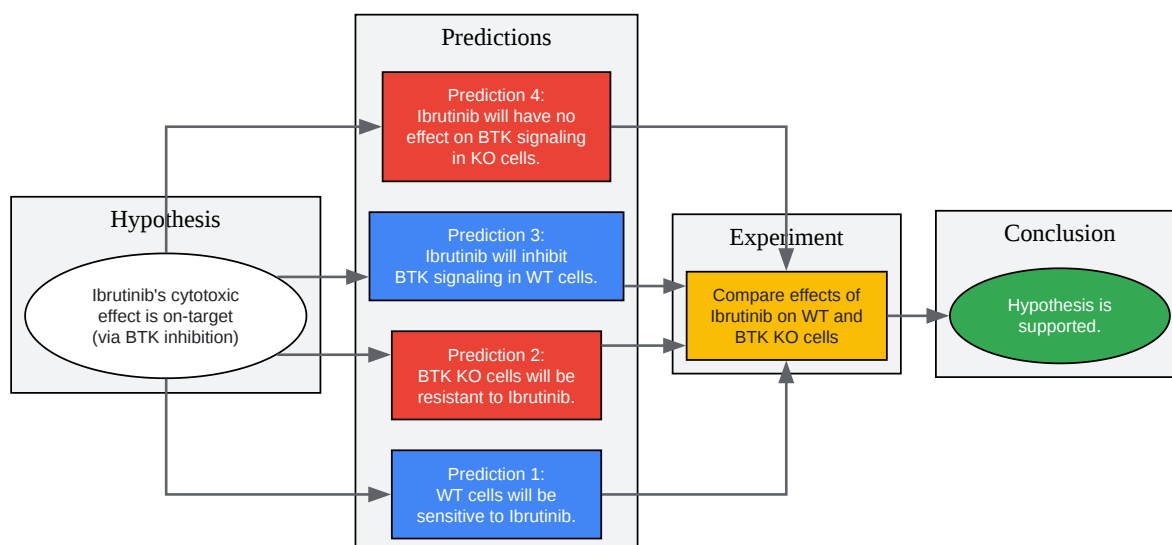 Hypothesis
Ibrutinib's cytotoxic
effect is on-target
(via BTK inhibition)
Predictions
Prediction 4:
Ibrutinib will have no
effect on BTK signaling
in KO cells.
Prediction 3:
Ibrutinib will inhibit
BTK signaling in WT cells.
Prediction 2:
BTK KO cells will be
resistant to Ibrutinib.
Prediction 1:
WT cells will be
sensitive to Ibrutinib.
Experiment
Compare effects of
Ibrutinib on WT and
BTK KO cells
Conclusion
Hypothesis is
supported.